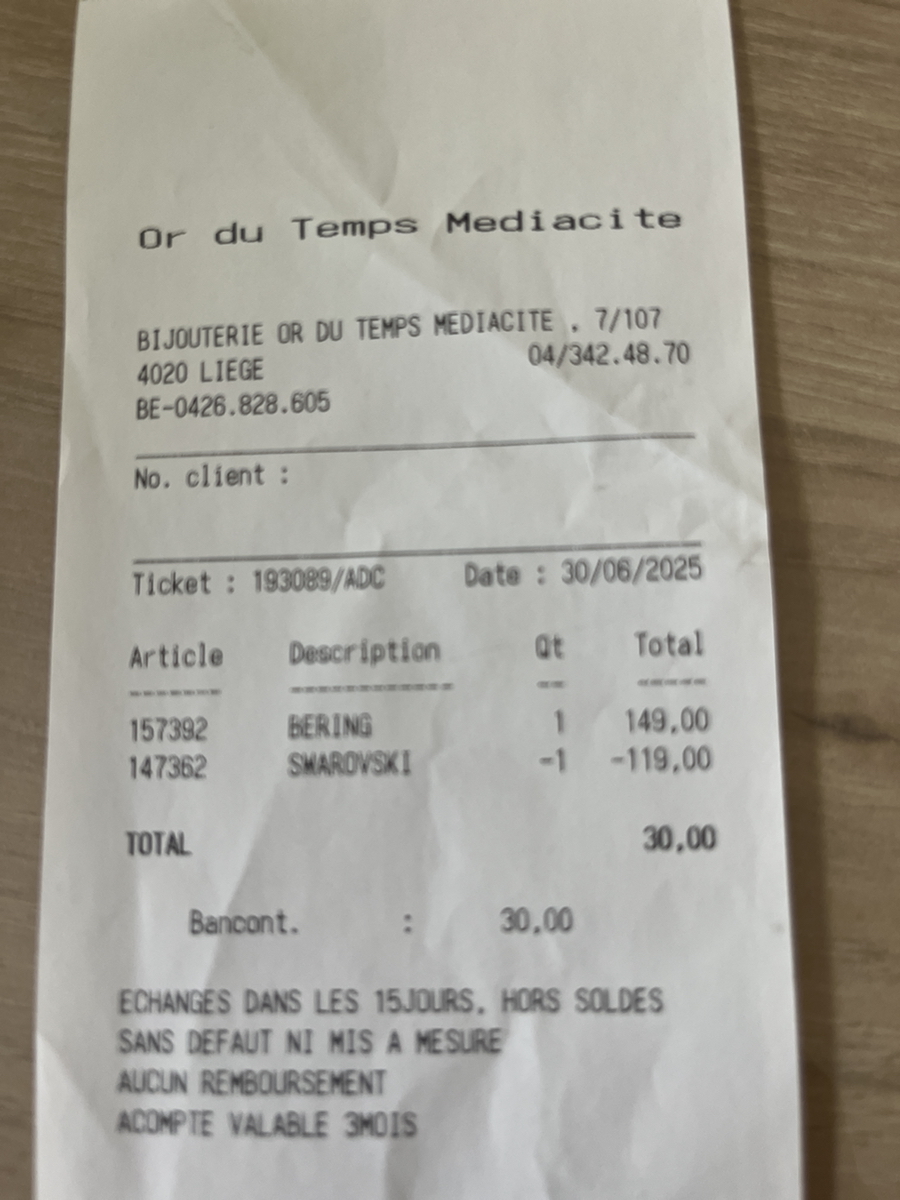 Or du Temps Mediacite
BIJOUTERIE OR DU TEMPS MEDIACITE , 7/107
4020 LIEGE 04/342.48.70
BE-0426.828.605
No. client :
Ticket : 193089/ADC Date : 30/06/2025
Article Description Qt Total
------- ------------ -- -----
157392 BERING 1 149,00
147362 SWAROVSKI -1 -119,00
TOTAL 30,00
Bancont. : 30,00
ECHANGES DANS LES 15JOURS, HORS SOLDES
SANS DEFAUT NI MIS A MESURE
AUCUN REMBOURSEMENT
ACOMPTE VALABLE 3MOIS